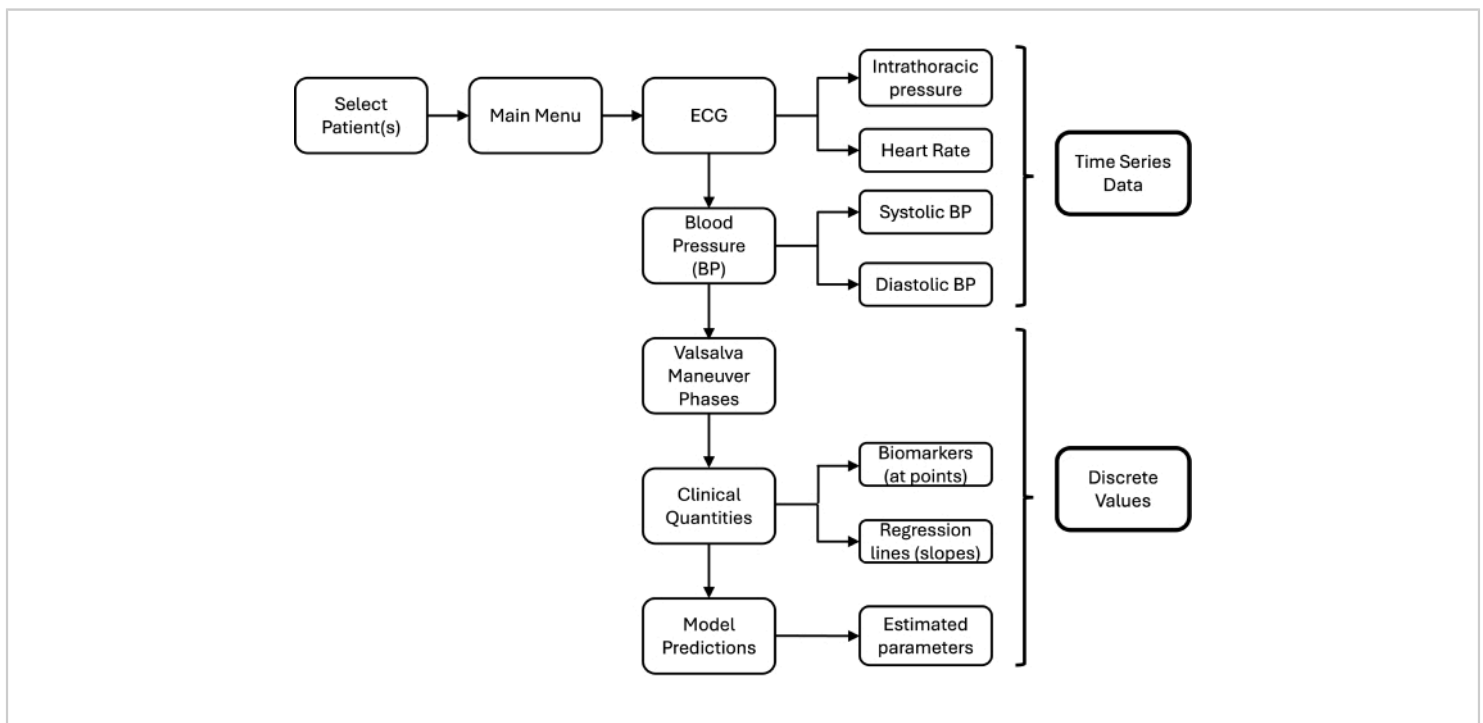 Select
Patient(s)
Main Menu
ECG
Intrathoracic
pressure
Heart Rate
Blood
Pressure
(BP)
Systolic BP
Diastolic BP
Time Series
Data
Valsalva
Maneuver
Phases
Clinical
Quantities
Biomarkers
(at points)
Regression
lines (slopes)
Discrete
Values
Model
Predictions
Estimated
parameters